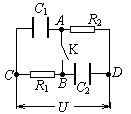 C₁ A R₂
K
C R₁ B C₂ D
U